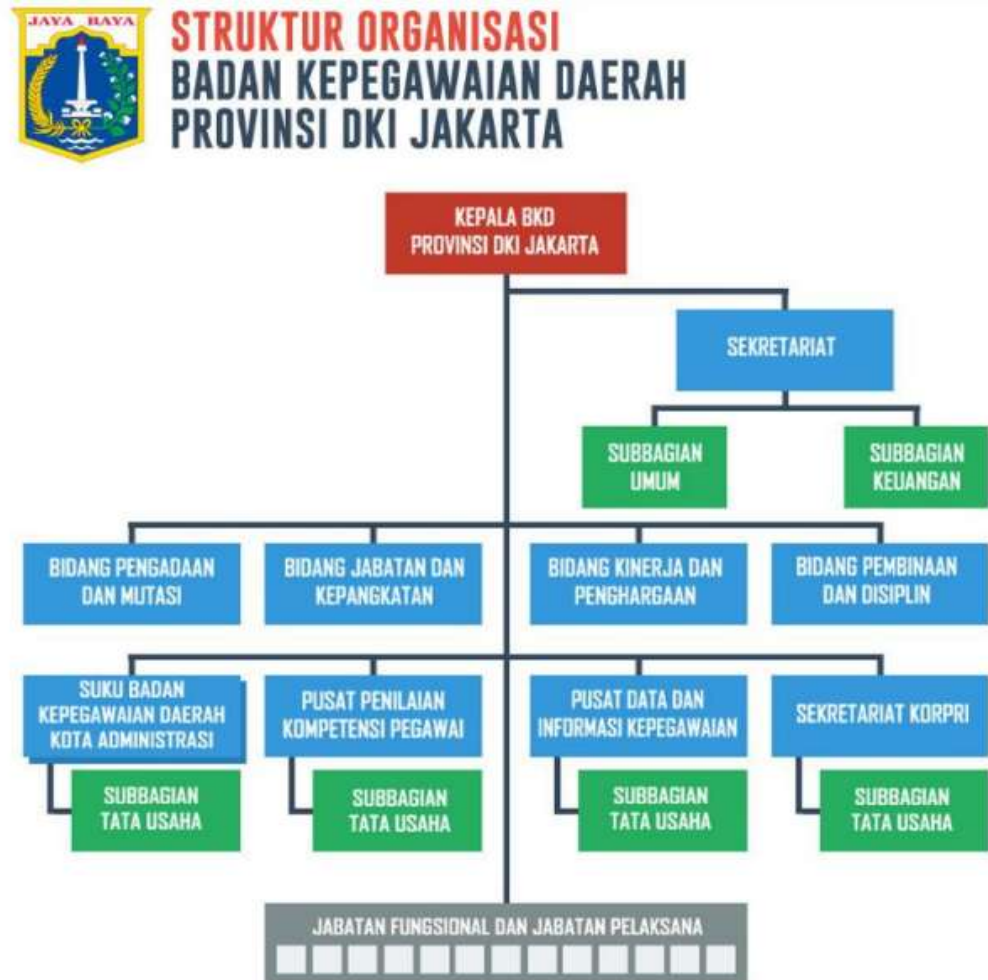 JAYA RAYA
STRUKTUR ORGANISASI
BADAN KEPEGAWAIAN DAERAH
PROVINSI DKI JAKARTA
KEPALA BKD
PROVINSI DKI JAKARTA
SEKRETARIAT
SUBBAGIAN
UMUM
SUBBAGIAN
KEUANGAN
BIDANG PENGADAAN
DAN MUTASI
BIDANG JABATAN DAN
KEPANGKATAN
BIDANG KINERJA DAN
PENGHARGAAN
BIDANG PEMBINAAN
DAN DISIPLIN
SUKU BADAN
KEPEGAWAIAN DAERAH
KOTA ADMINISTRASI
PUSAT PENILAIAN
KOMPETENSI PEGAWAI
PUSAT DATA DAN
INFORMASI KEPEGAWAIAN
SEKRETARIAT KORPRI
SUBBAGIAN
TATA USAHA
SUBBAGIAN
TATA USAHA
SUBBAGIAN
TATA USAHA
SUBBAGIAN
TATA USAHA
JABATAN FUNGSIONAL DAN JABATAN PELAKSANA